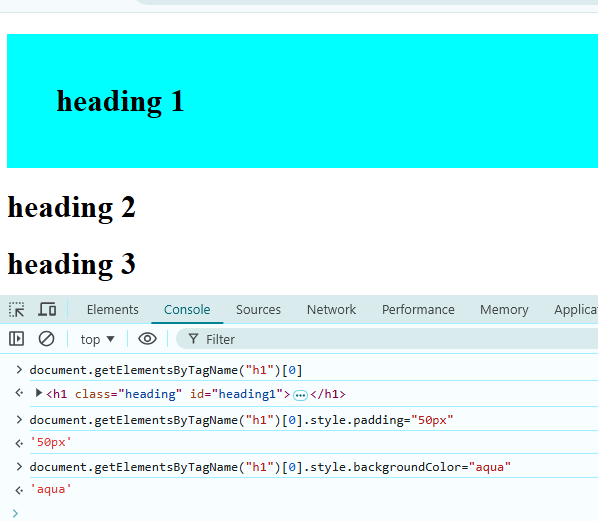 heading 1
heading 2
heading 3
Elements Console Sources Network Performance Memory Applica
top Filter
document.getElementsByTagName("h1")[0]
<h1 class="heading" id="heading1">…</h1>
document.getElementsByTagName("h1")[0].style.padding="50px"
'50px'
document.getElementsByTagName("h1")[0].style.backgroundColor="aqua"
'aqua'